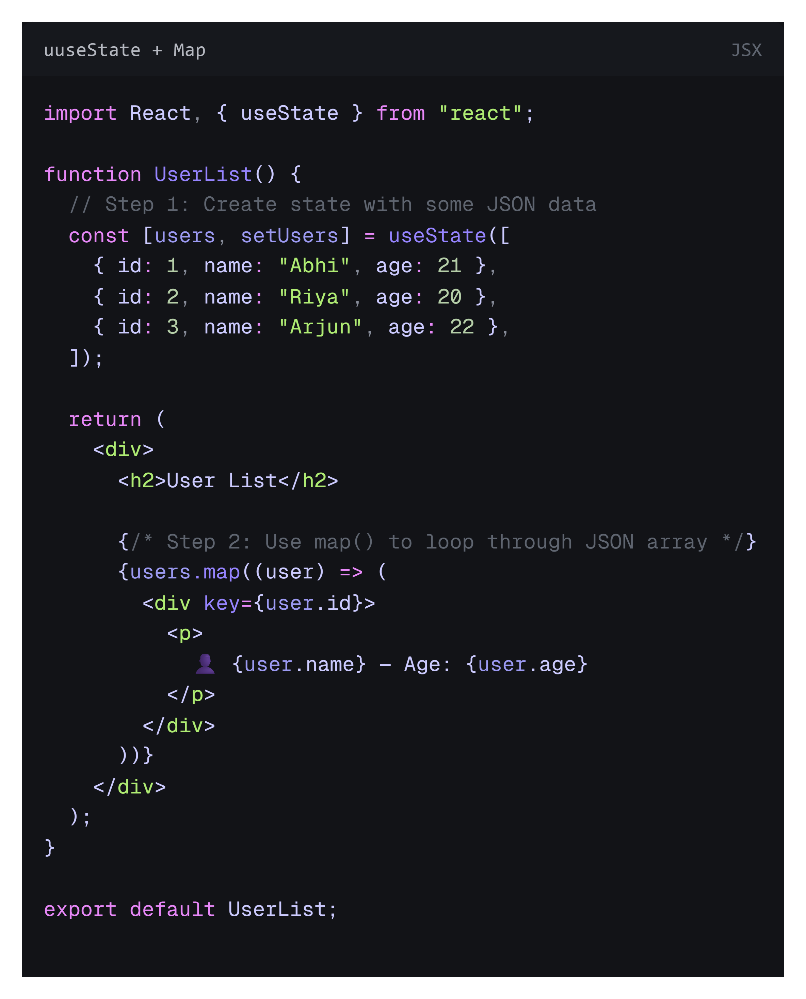 uuseState + Map
JSX
import React, { useState } from "react";
function UserList() {
  // Step 1: Create state with some JSON data
  const [users, setUsers] = useState([
    { id: 1, name: "Abhi", age: 21 },
    { id: 2, name: "Riya", age: 20 },
    { id: 3, name: "Arjun", age: 22 },
  ]);
  return (
    <div>
      <h2>User List</h2>
      {/* Step 2: Use map() to loop through JSON array */}
      {users.map((user) => (
        <div key={user.id}>
          <p>
            👤 {user.name} — Age: {user.age}
          </p>
        </div>
      ))}
    </div>
  );
}
export default UserList;